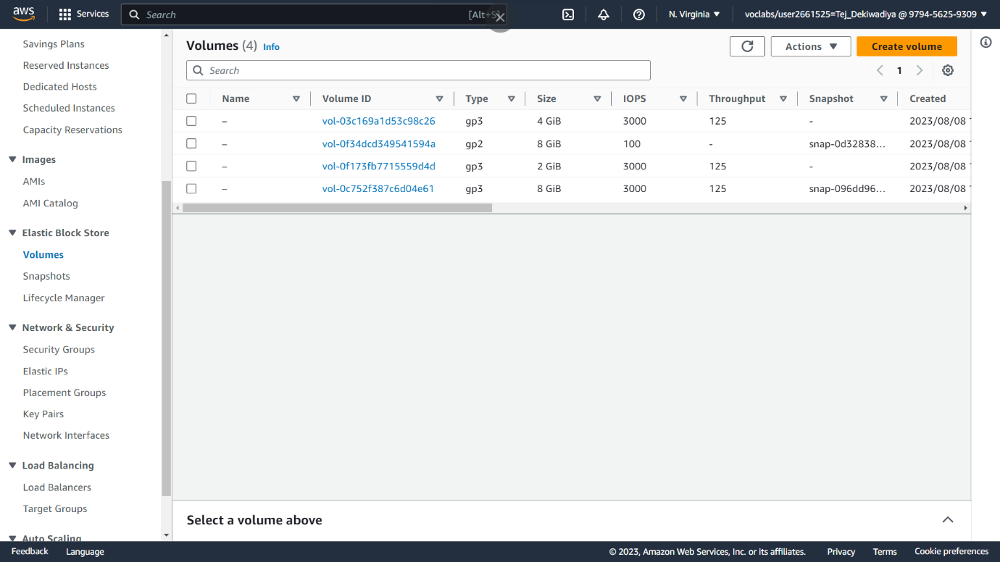 aws Services Search [Alt+S] N. Virginia voclabs/user2661525=Tej_Dekiwadiya @ 9794-5625-9309
Savings Plans
Reserved Instances
Dedicated Hosts
Scheduled Instances
Capacity Reservations
Images
AMIs
AMI Catalog
Elastic Block Store
Volumes
Snapshots
Lifecycle Manager
Network & Security
Security Groups
Elastic IPs
Placement Groups
Key Pairs
Network Interfaces
Load Balancing
Load Balancers
Target Groups
Auto Scaling
Volumes (4) Info Actions Create volume
Search 1
Name Volume ID Type Size IOPS Throughput Snapshot Created
– vol-03c169a1d53c98c26 gp3 4 GiB 3000 125 - 2023/08/08 1
– vol-0f34dcd349541594a gp2 8 GiB 100 - snap-0d32838... 2023/08/08 1
– vol-0f173fb7715559d4d gp3 2 GiB 3000 125 - 2023/08/08 1
– vol-0c752f387c6d04e61 gp3 8 GiB 3000 125 snap-096dd96... 2023/08/08 1
Select a volume above
Feedback Language © 2023, Amazon Web Services, Inc. or its affiliates. Privacy Terms Cookie preferences